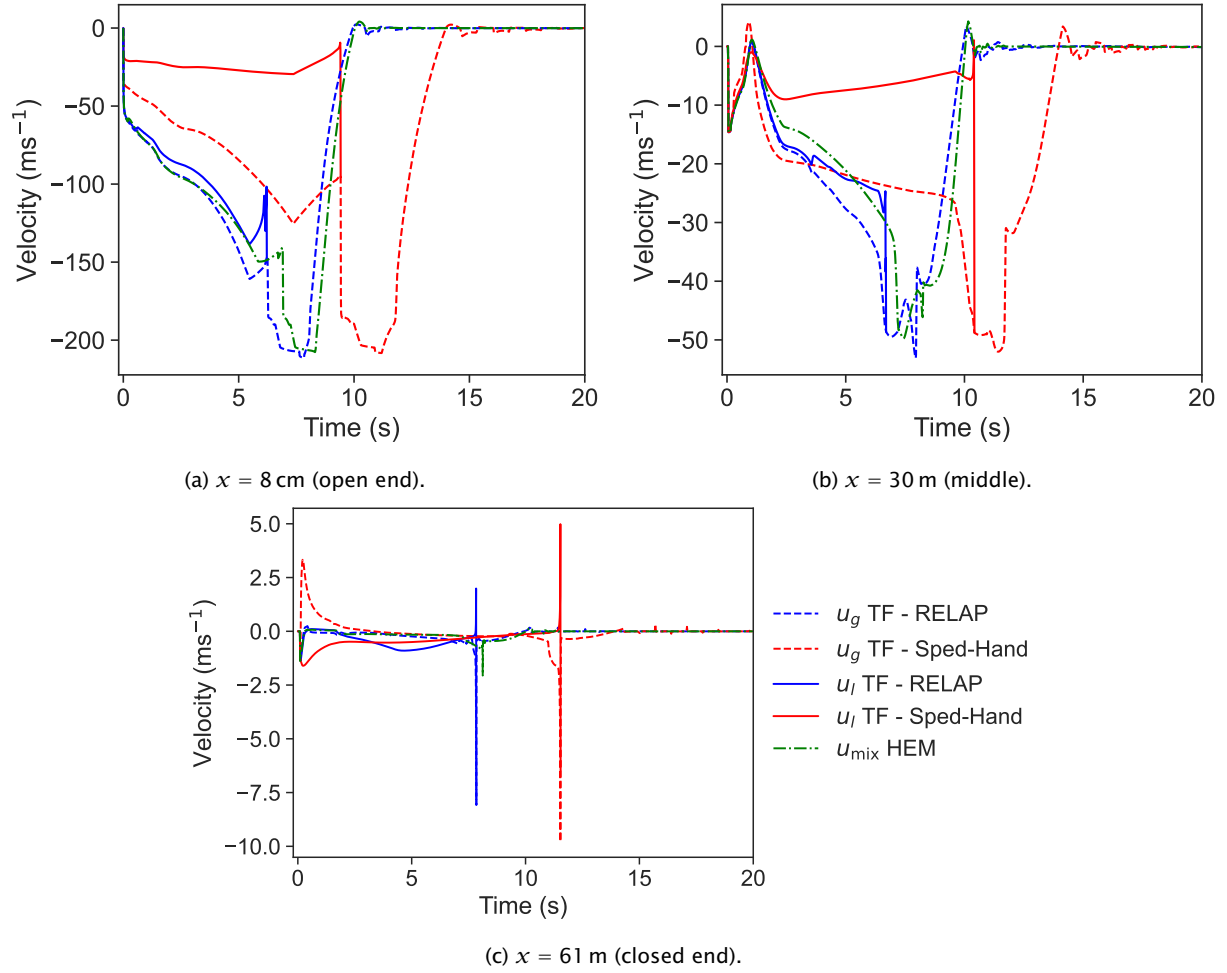 0
−50
−100
−150
−200
Velocity (ms⁻¹)
0 5 10 15 20
Time (s)
(a) x = 8 cm (open end).
0
−10
−20
−30
−40
−50
Velocity (ms⁻¹)
0 5 10 15 20
Time (s)
(b) x = 30 m (middle).
5.0
2.5
0.0
−2.5
−5.0
−7.5
−10.0
Velocity (ms⁻¹)
0 5 10 15 20
Time (s)
u_g TF - RELAP
u_g TF - Sped-Hand
u_l TF - RELAP
u_l TF - Sped-Hand
u_mix HEM
(c) x = 61 m (closed end).